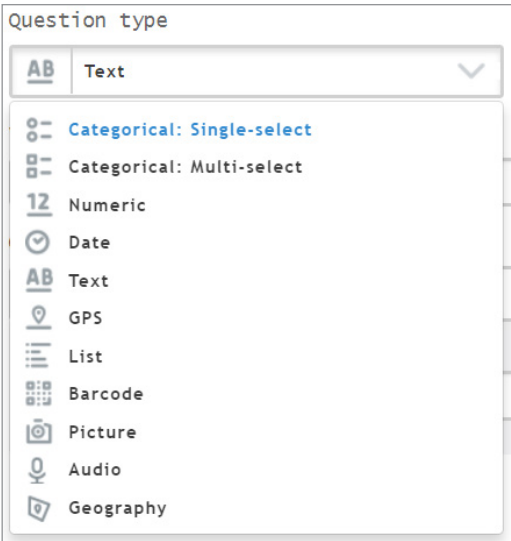 Question type
AB Text
Categorical: Single-select
Categorical: Multi-select
12 Numeric
Date
AB Text
GPS
List
Barcode
Picture
Audio
Geography